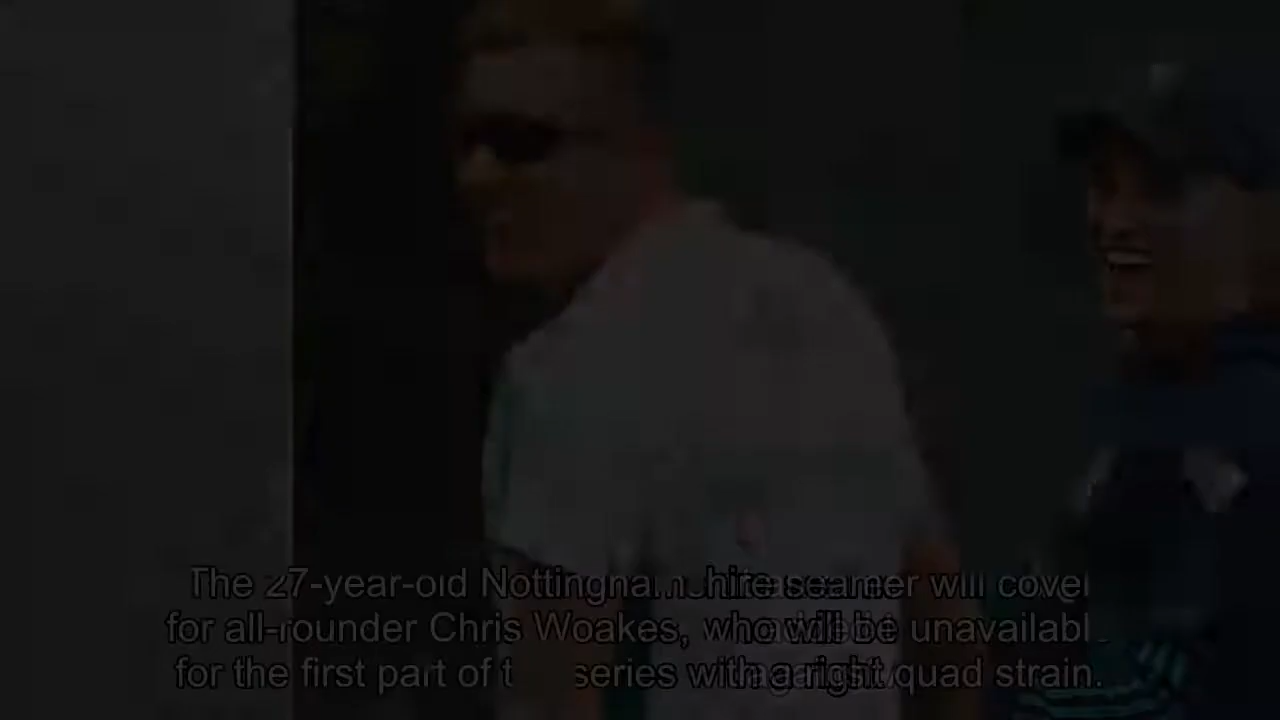 The 27-year-old Nottinghamshire seamer will cover
for all-rounder Chris Woakes, who will be unavailable
for the first part of the series with a right quad strain.